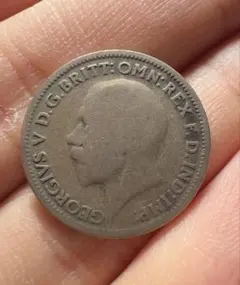 GEORGIVS V D.G.BRITT:OMN:REX F.D.IND:IMP: